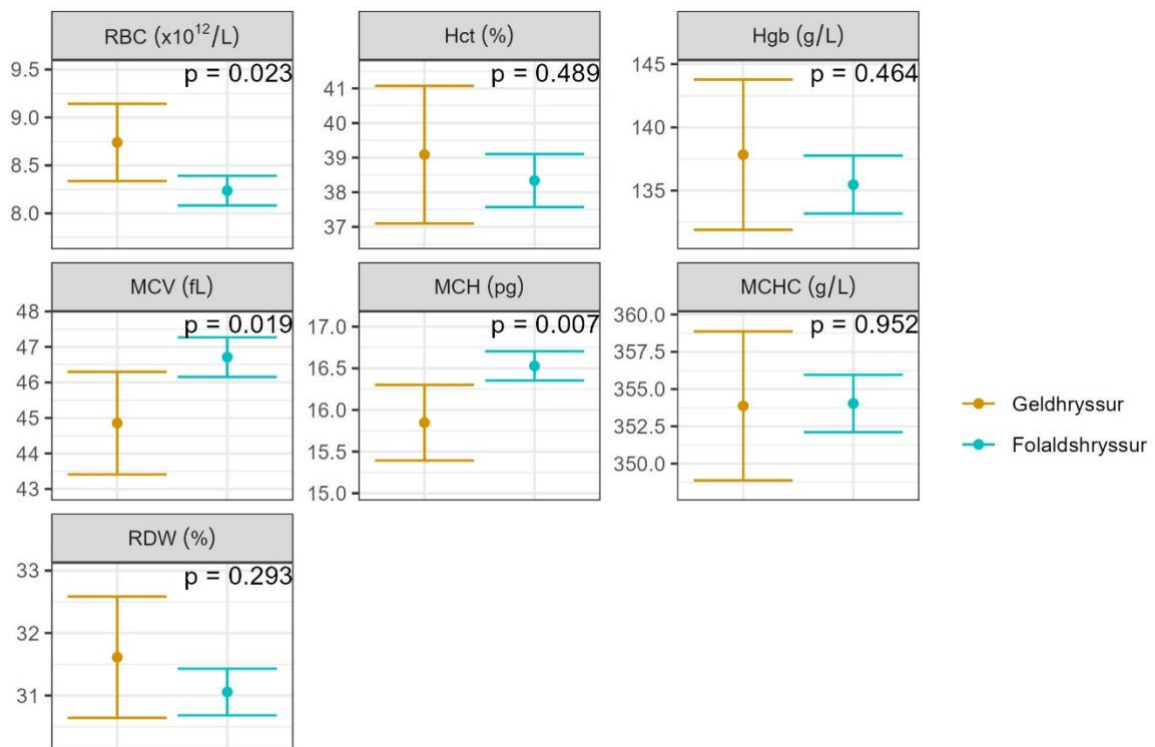 RBC (x10¹²/L)
p = 0.023
9.5
9.0
8.5
8.0
Hct (%)
p = 0.489
41
40
39
38
37
Hgb (g/L)
p = 0.464
145
140
135
MCV (fL)
p = 0.019
48
47
46
45
44
43
MCH (pg)
p = 0.007
17.0
16.5
16.0
15.5
15.0
MCHC (g/L)
p = 0.952
360.0
357.5
355.0
352.5
350.0
RDW (%)
p = 0.293
33
32
31
Geldhryssur
Folaldshryssur